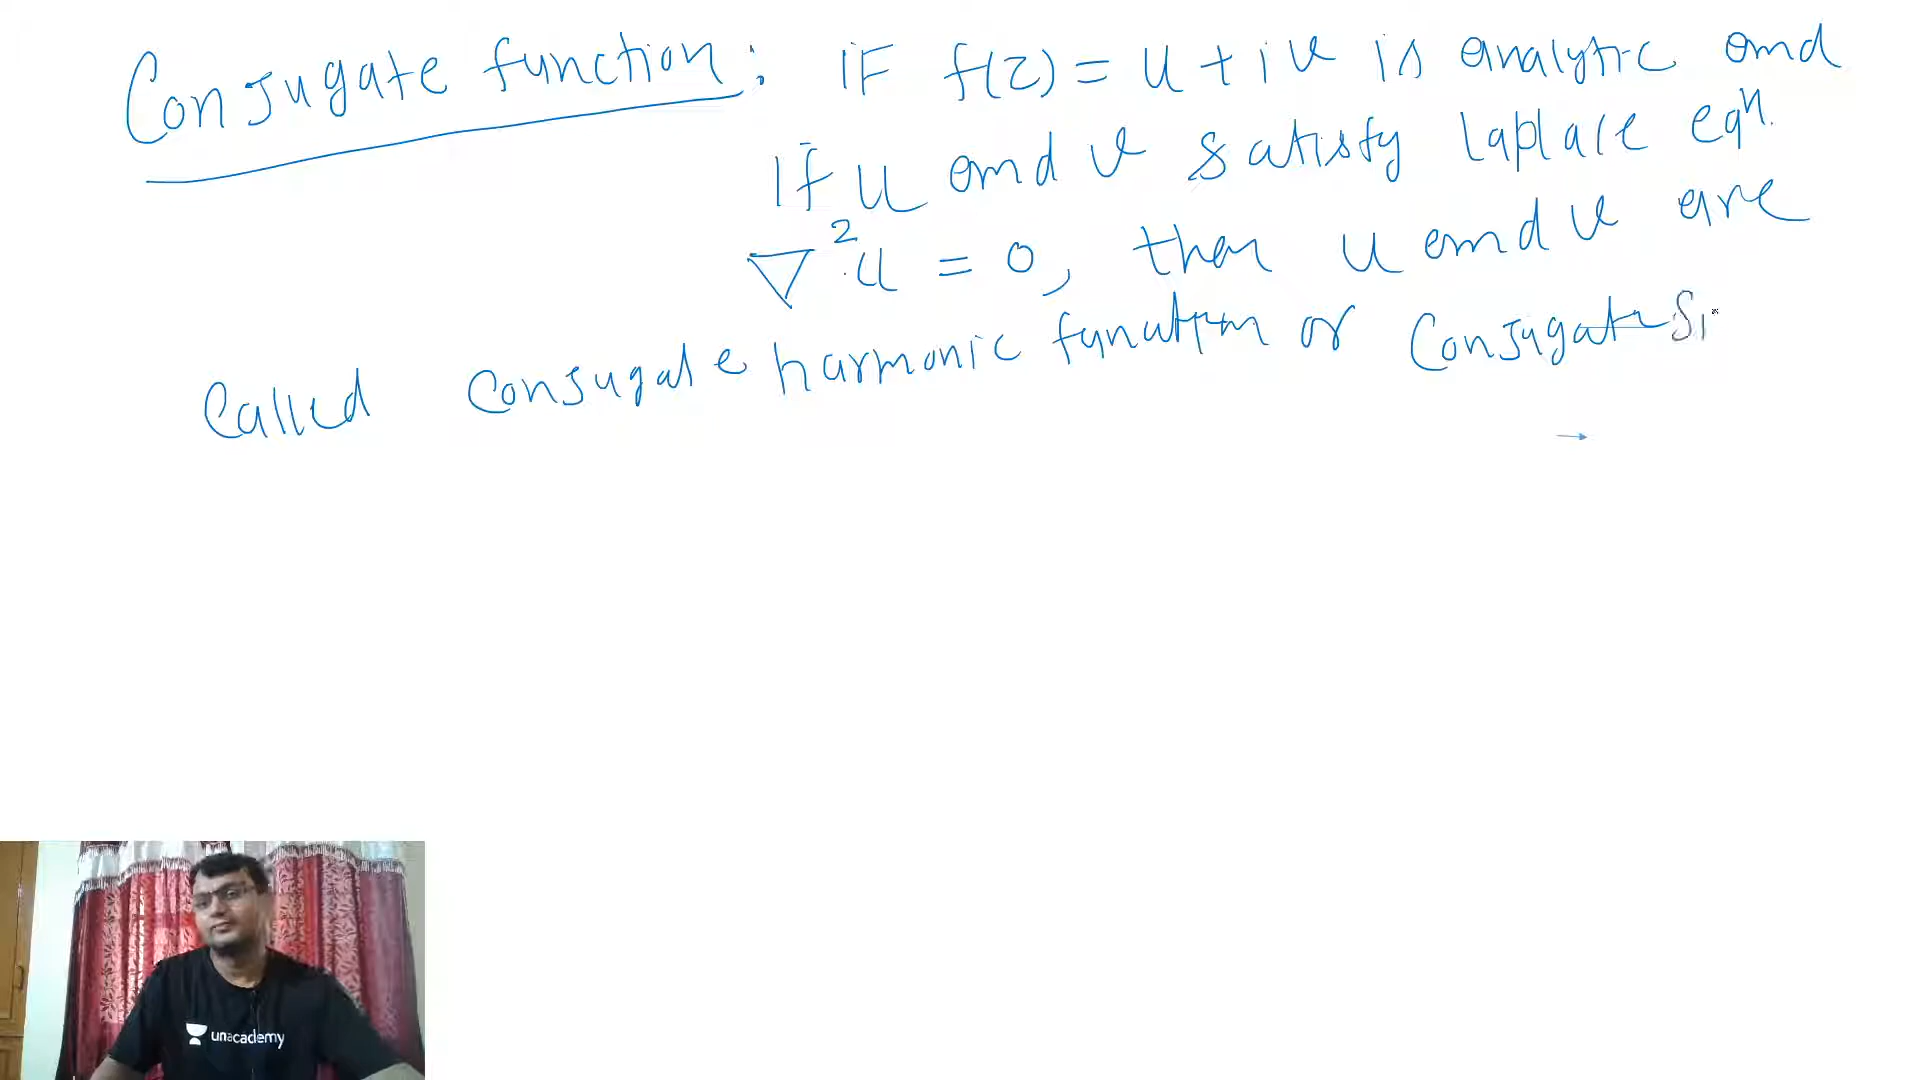 Conjugate function : if f(z) = u + iv is analytic and
If u and v satisfy laplace eqn.
∇²u = 0, then u and v are
Called Conjugate harmonic function or Conjugate
unacademy